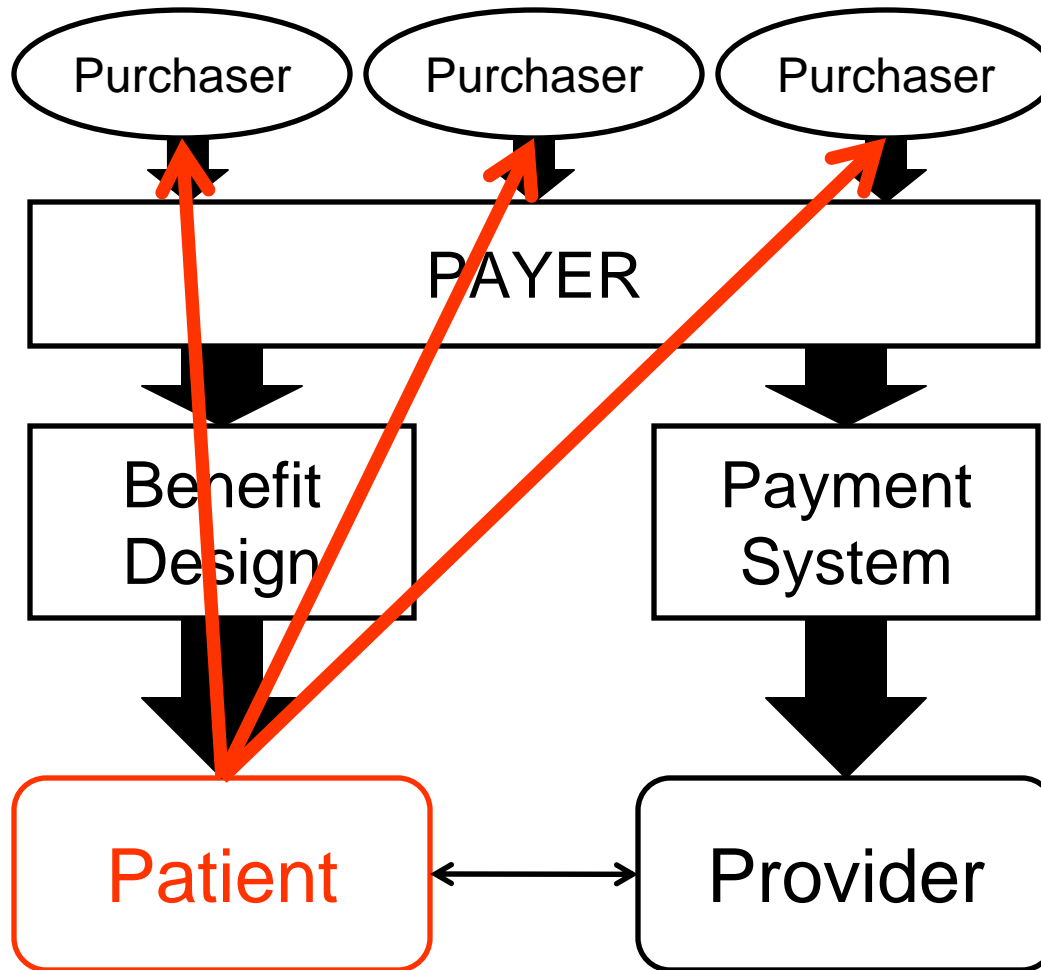 Purchaser Purchaser Purchaser
PAYER
Benefit
Design
Payment
System
Patient
Provider